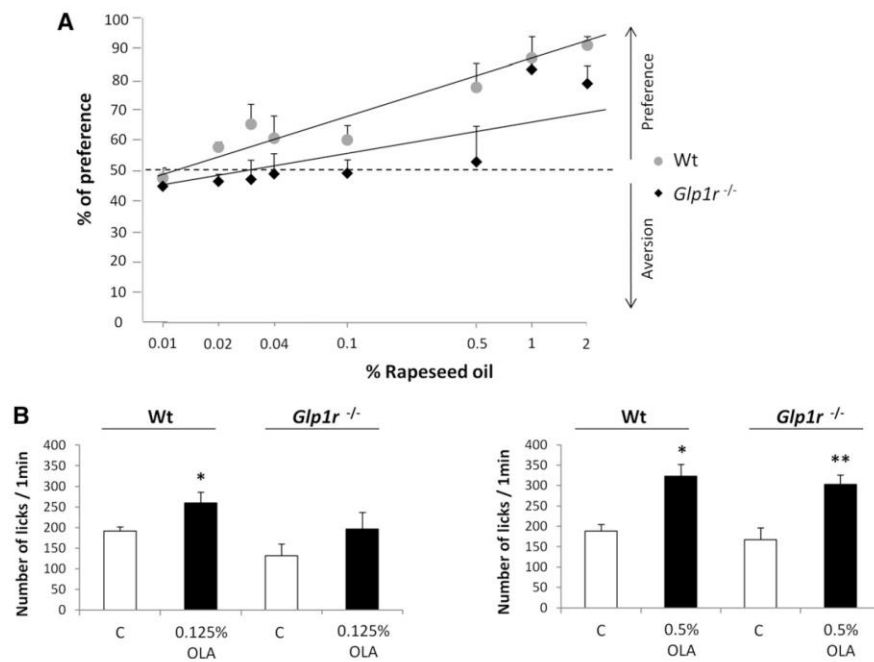 A
100
90
80
70
60
50
40
30
20
10
0
% of preference
0.01 0.02 0.04 0.1 0.5 1 2
% Rapeseed oil
Preference
Aversion
Wt
Glp1r -/-
B
Wt Glp1r -/-
400
350
300
250
200
150
100
50
0
Number of licks / 1min
*
C 0.125% OLA C 0.125% OLA
Wt Glp1r -/-
400
350
300
250
200
150
100
50
0
Number of licks / 1min
* **
C 0.5% OLA C 0.5% OLA